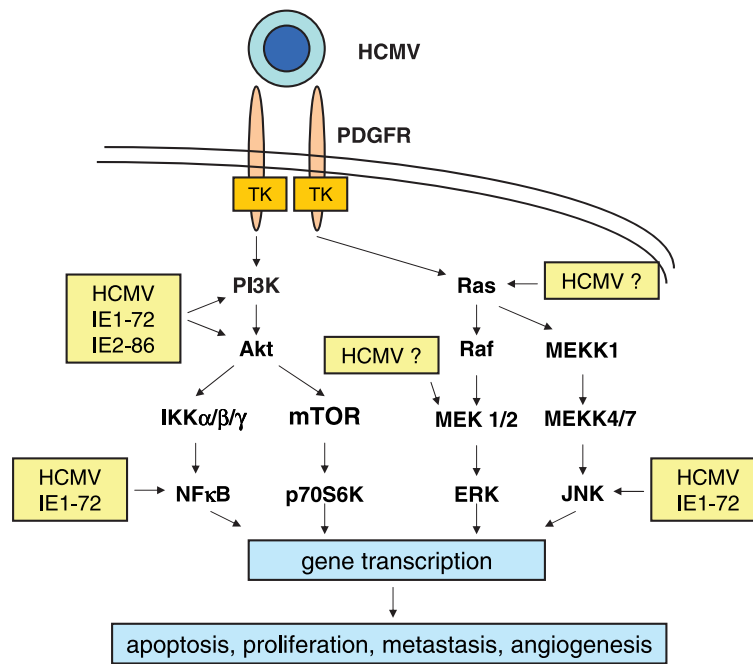 HCMV
PDGFR
TK
TK
PI3K
Ras
HCMV ?
HCMV
IE1-72
IE2-86
Akt
HCMV ?
Raf
MEKK1
IKKα/β/γ
mTOR
MEK 1/2
MEKK4/7
HCMV
IE1-72
NFκB
p70S6K
ERK
JNK
HCMV
IE1-72
gene transcription
apoptosis, proliferation, metastasis, angiogenesis